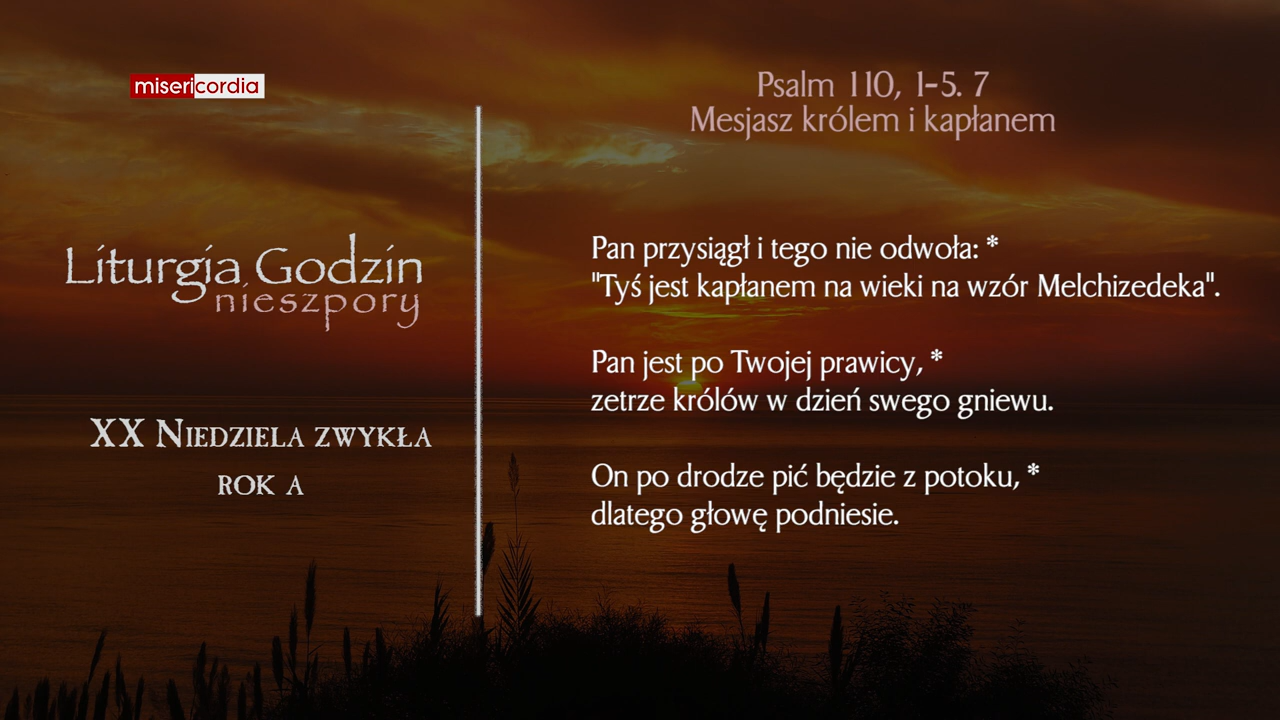 misericordia
Liturgia Godzin
nieszpory
XX Niedziela zwykła
rok A
Psalm 110, 1-5. 7
Mesjasz królem i kapłanem
Pan przysiągł i tego nie odwoła: *
"Tyś jest kapłanem na wieki na wzór Melchizedeka".
Pan jest po Twojej prawicy, *
zetrze królów w dzień swego gniewu.
On po drodze pić będzie z potoku, *
dlatego głowę podniesie.